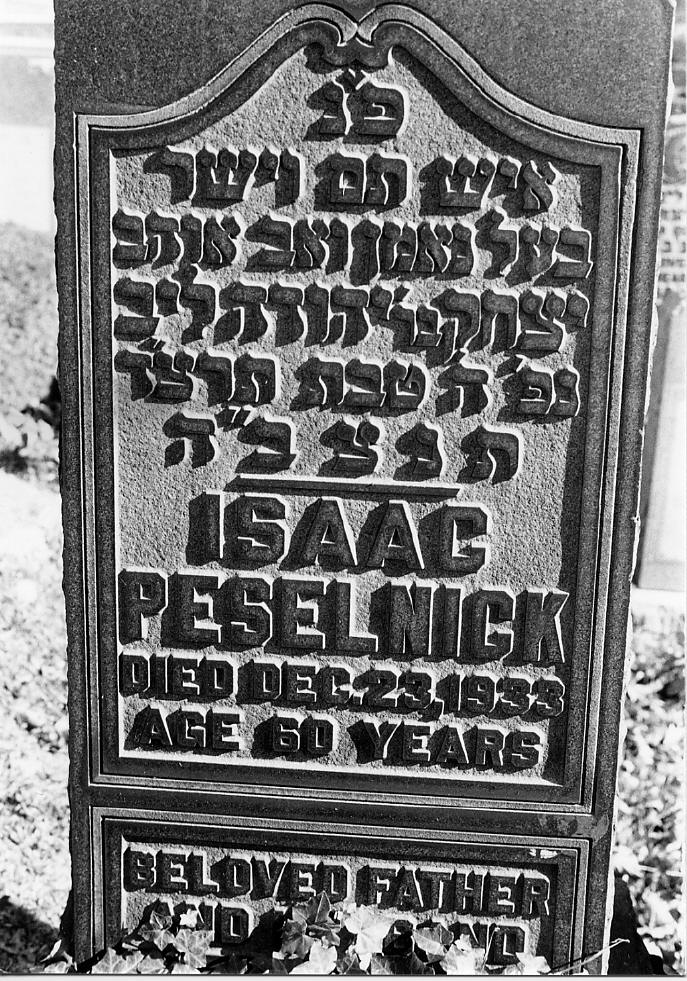 פ"נ
איש תם וישר
בעל נאמן ואב אוהב
יצחק בר' יהודה ליב
נפ' ה' טבת תרצ"ד
ת נ צ ב"ה
ISAAC
PESELNICK
DIED DEC. 23, 1933
AGE 60 YEARS
BELOVED FATHER
AND